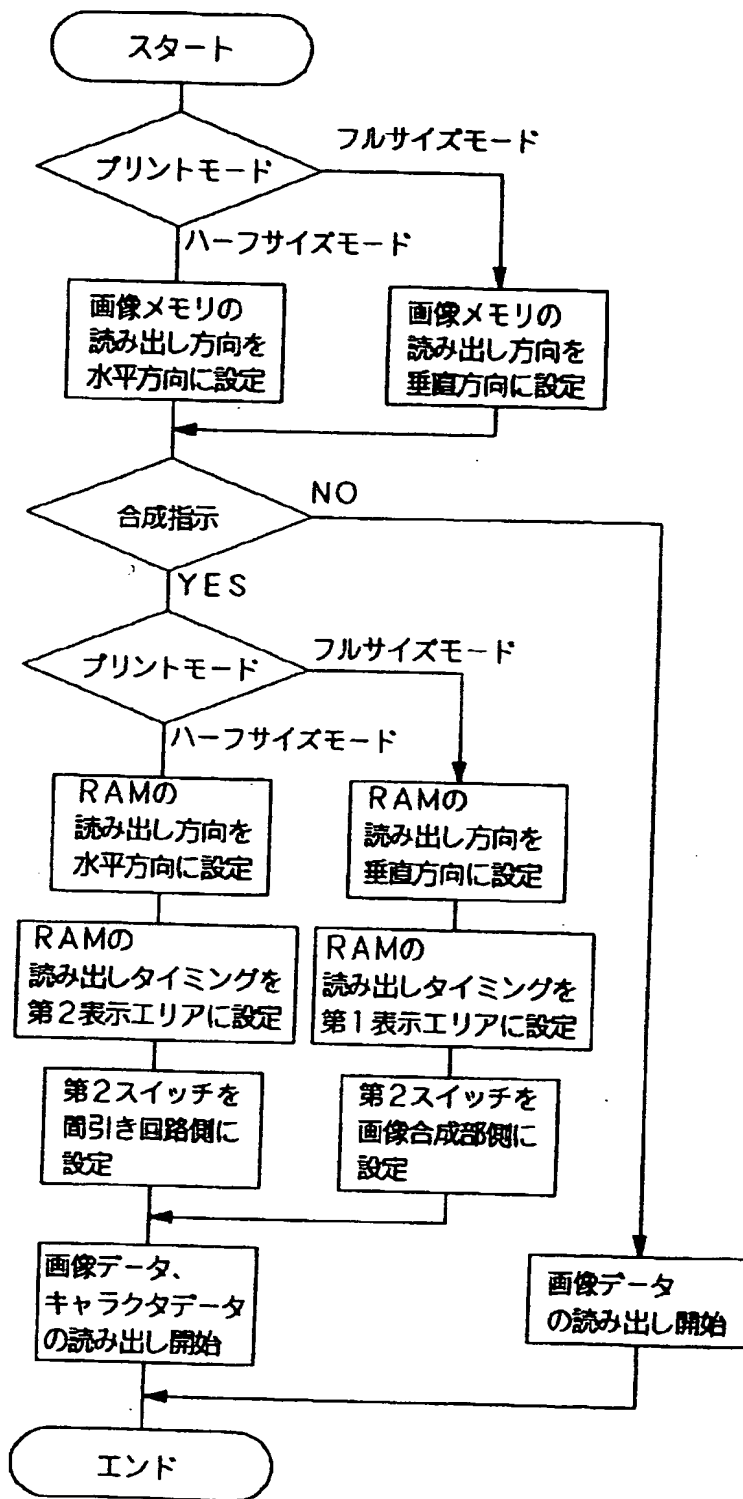 スタート
フルサイズモード
プリントモード
ハーフサイズモード
画像メモリの
読み出し方向を
水平方向に設定
画像メモリの
読み出し方向を
垂直方向に設定
NO
合成指示
YES
フルサイズモード
プリントモード
ハーフサイズモード
RAMの
読み出し方向を
水平方向に設定
RAMの
読み出し方向を
垂直方向に設定
RAMの
読み出しタイミングを
第2表示エリアに設定
RAMの
読み出しタイミングを
第1表示エリアに設定
第2スイッチを
間引き回路側に
設定
第2スイッチを
画像合成部側に
設定
画像データ、
キャラクタデータ
の読み出し開始
画像データ
の読み出し開始
エンド